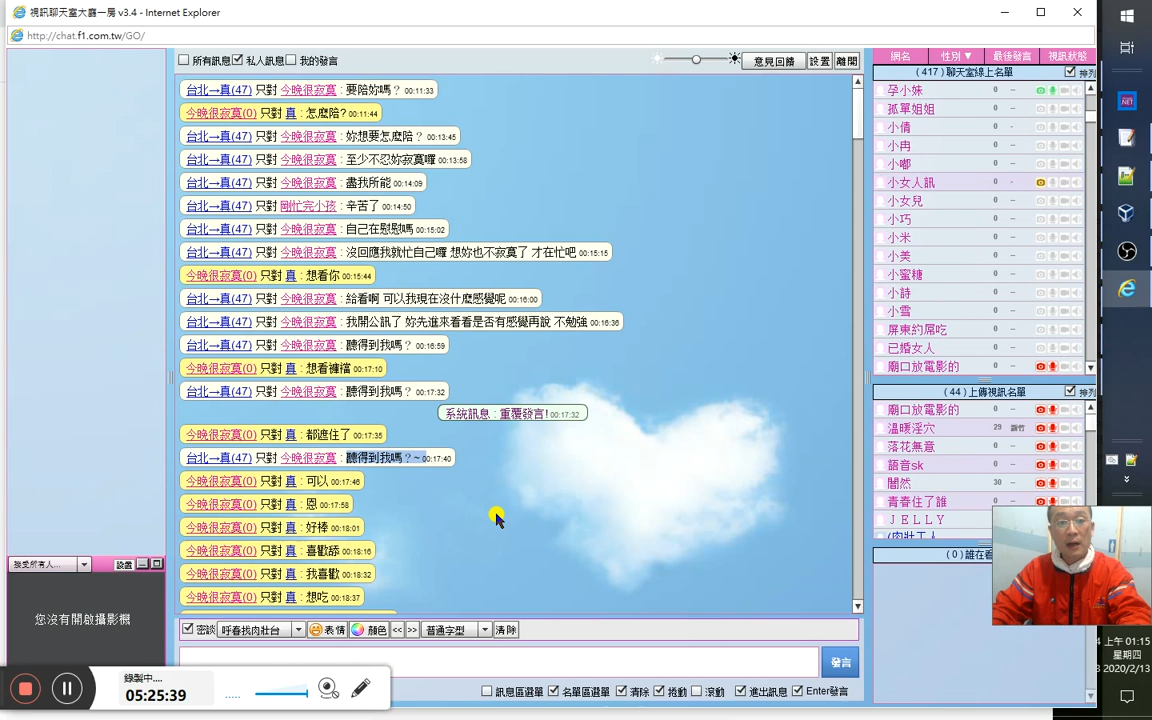 視訊聊天室大廳一房 v3.4 - Internet Explorer
http://chat.f1.com.tw/GO/
所有訊息 私人訊息 我的發言
意見回饋 設置 離開
台北→真(47) 只對 今晚很寂寞 : 要陪妳嗎? 00:11:33
今晚很寂寞(0) 只對 真 : 怎麼陪? 00:11:44
台北→真(47) 只對 今晚很寂寞 : 妳想要怎麼陪? 00:13:45
台北→真(47) 只對 今晚很寂寞 : 至少不忍妳寂寞囉 00:13:58
台北→真(47) 只對 今晚很寂寞 : 盡我所能 00:14:09
台北→真(47) 只對 剛忙完小孩 : 辛苦了 00:14:50
台北→真(47) 只對 今晚很寂寞 : 自己在慰慰嗎 00:15:02
台北→真(47) 只對 今晚很寂寞 : 沒回應我就忙自己囉 想妳也不寂寞了 才在忙吧 00:15:15
今晚很寂寞(0) 只對 真 : 想看你 00:15:44
台北→真(47) 只對 今晚很寂寞 : 給看啊 可以我現在沒什麼感覺呢 00:16:00
台北→真(47) 只對 今晚很寂寞 : 我開公訊了 妳先進來看看是否有感覺再說 不勉強 00:16:36
台北→真(47) 只對 今晚很寂寞 : 聽得到我嗎? 00:16:59
今晚很寂寞(0) 只對 真 : 想看褲襠 00:17:10
台北→真(47) 只對 今晚很寂寞 : 聽得到我嗎? 00:17:32
系統訊息 : 重覆發言! 00:17:32
今晚很寂寞(0) 只對 真 : 都遮住了 00:17:35
台北→真(47) 只對 今晚很寂寞 : 聽得到我嗎? ~ 00:17:40
今晚很寂寞(0) 只對 真 : 可以 00:17:46
今晚很寂寞(0) 只對 真 : 恩 00:17:58
今晚很寂寞(0) 只對 真 : 好棒 00:18:01
今晚很寂寞(0) 只對 真 : 喜歡舔 00:18:16
今晚很寂寞(0) 只對 真 : 我喜歡 00:18:32
今晚很寂寞(0) 只對 真 : 想吃 00:18:37
密談 呼春找肉壯台 表情 顏色 << >> 普通字型 清除
發言
訊息區選單 名單區選單 清除 捲動 滾動 進出訊息 Enter發言
網名 性別▼ 最後發言 視訊狀態
(417) 聊天室線上名單 排列
孕小妹 0 –
孤單姐姐 0 –
小倩 0 –
小冉 0 –
小嘟 0 –
小女人訊 0 –
小女兒 0 –
小巧 0 –
小米 0 –
小美 0 –
小蜜糖 0 –
小詩 0 –
小雪 0 –
屏東約屌吃 0 –
已婚女人 0 –
廟口放電影的 0 –
(44) 上傳視訊名單 排列
廟口放電影的 0 –
溫暖淫穴 29 新竹
落花無意 0 –
語音sk 0 –
闇然 30 –
青春住了誰 0 –
J E L L Y 0 –
(肉壯工人
(0) 誰在看
接受所有人... 設置
您沒有開啟攝影機
錄製中....
05:25:39
.NET
上午 01:15
星期四
2020/2/13